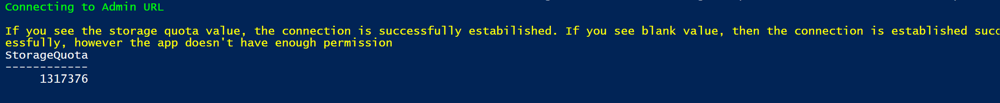 Connecting to Admin URL
If you see the storage quota value, the connection is successfully estabilished. If you see blank value, then the connection is established succ
essfully, however the app doesn't have enough permission
StorageQuota
------------
1317376